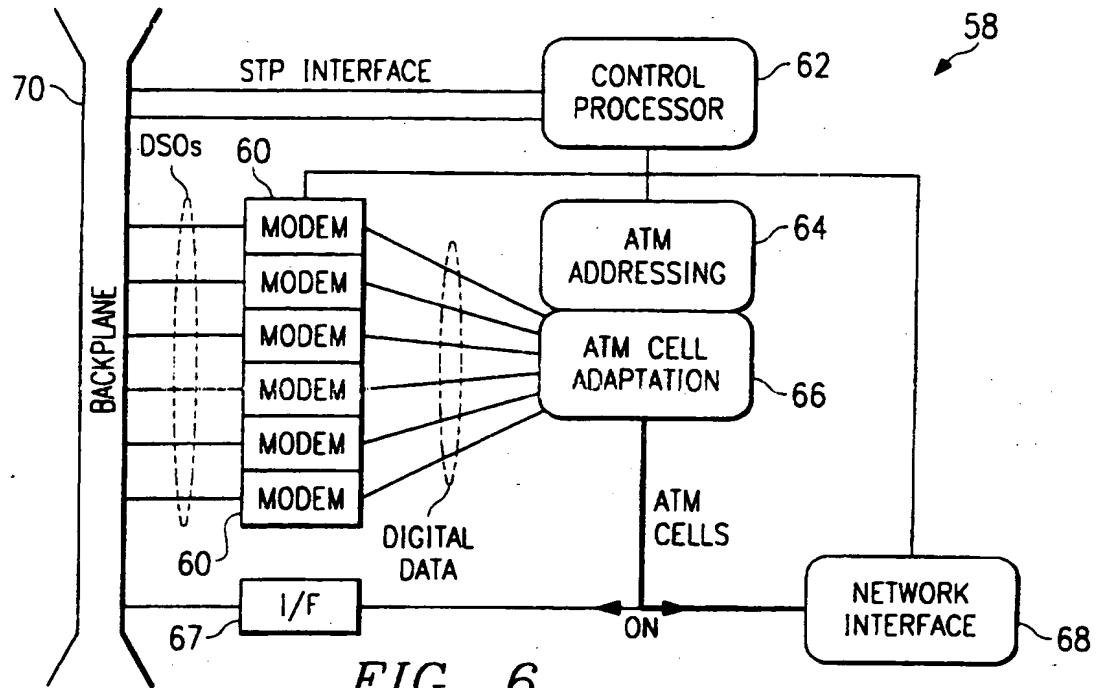 58
70
STP INTERFACE
CONTROL
PROCESSOR
62
DSOs
60
MODEM
MODEM
MODEM
MODEM
MODEM
MODEM
60
BACKPLANE
ATM
ADDRESSING
64
ATM CELL
ADAPTATION
66
DIGITAL
DATA
ATM
CELLS
I/F
67
ON
NETWORK
INTERFACE
68
FIG. 6